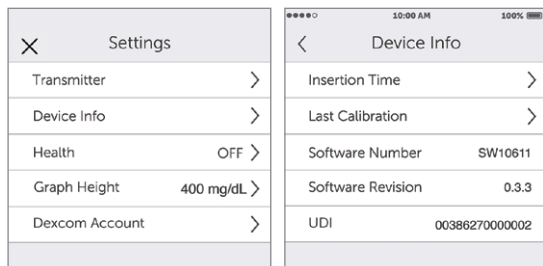 Settings
Transmitter
Device Info
Health OFF
Graph Height 400 mg/dL
Dexcom Account
10:00 AM 100%
Device Info
Insertion Time
Last Calibration
Software Number SW10611
Software Revision 0.3.3
UDI 00386270000002